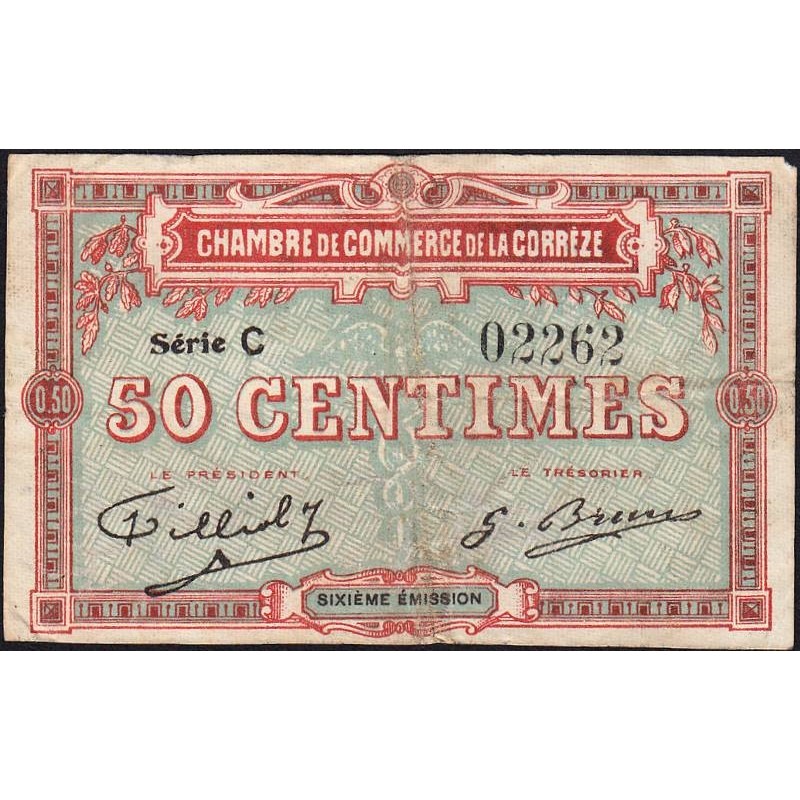 CHAMBRE DE COMMERCE DE LA CORRÈZE
Série C 02262
0.50 50 CENTIMES 0.50
LE PRÉSIDENT LE TRÉSORIER
SIXIÈME ÉMISSION